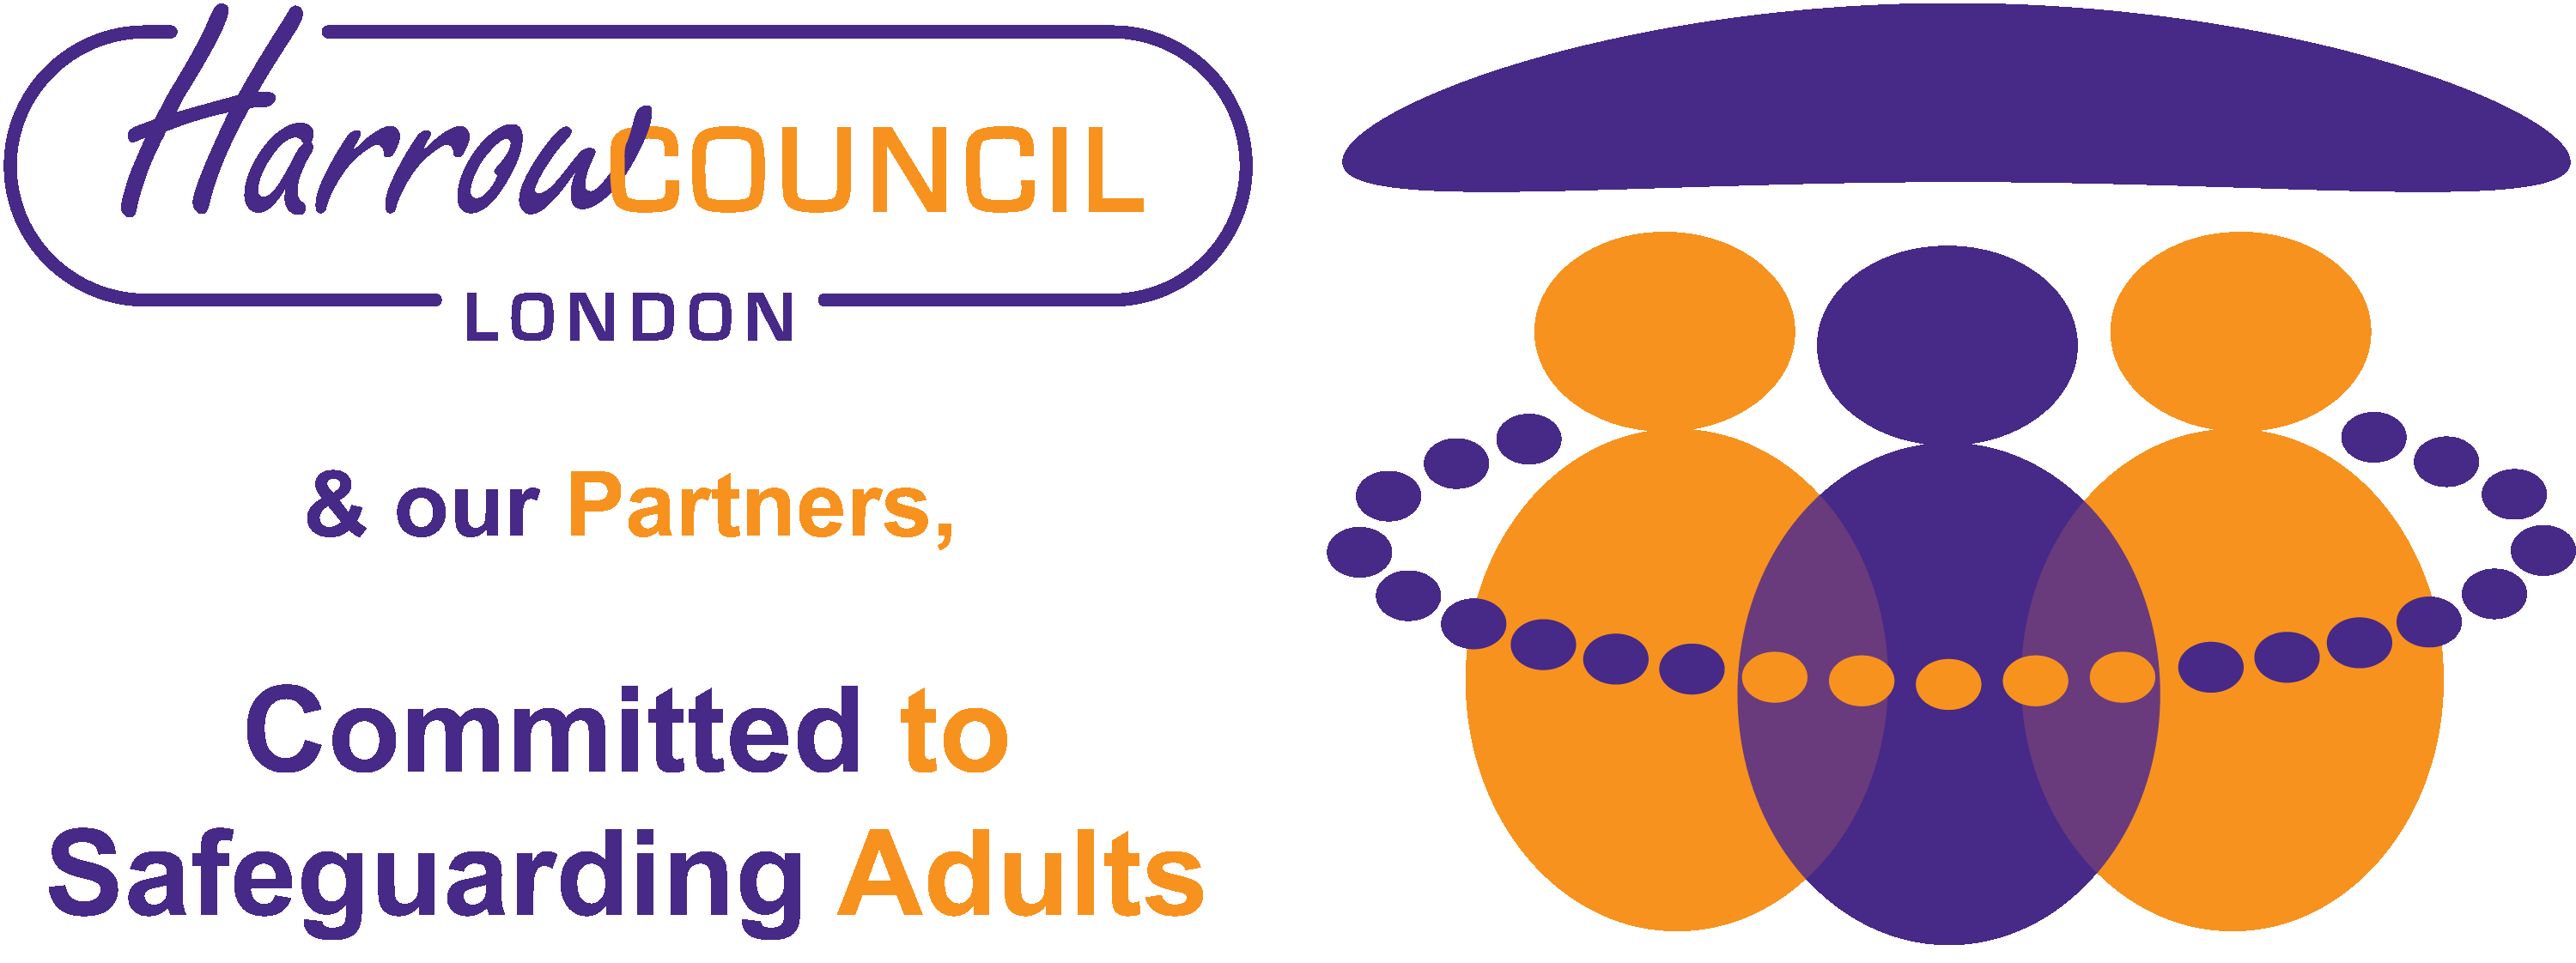 Harrow COUNCIL
LONDON
& our Partners,
Committed to
Safeguarding Adults